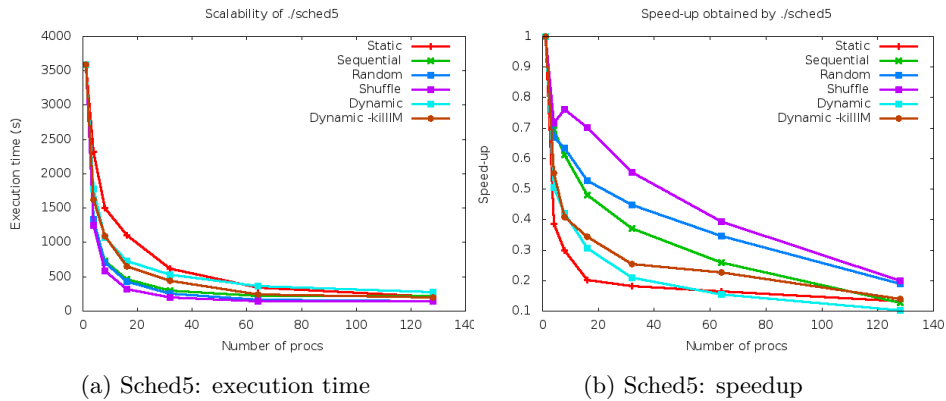 Scalability of ./sched5
4000
3500
3000
2500
2000
1500
1000
500
0
Execution time (s)
Static
Sequential
Random
Shuffle
Dynamic
Dynamic -killIM
0
20
40
60
80
100
120
140
Number of procs
(a) Sched5: execution time
Speed-up obtained by ./sched5
1
0.9
0.8
0.7
0.6
0.5
0.4
0.3
0.2
0.1
Speed-up
Static
Sequential
Random
Shuffle
Dynamic
Dynamic -killIM
0
20
40
60
80
100
120
140
Number of procs
(b) Sched5: speedup